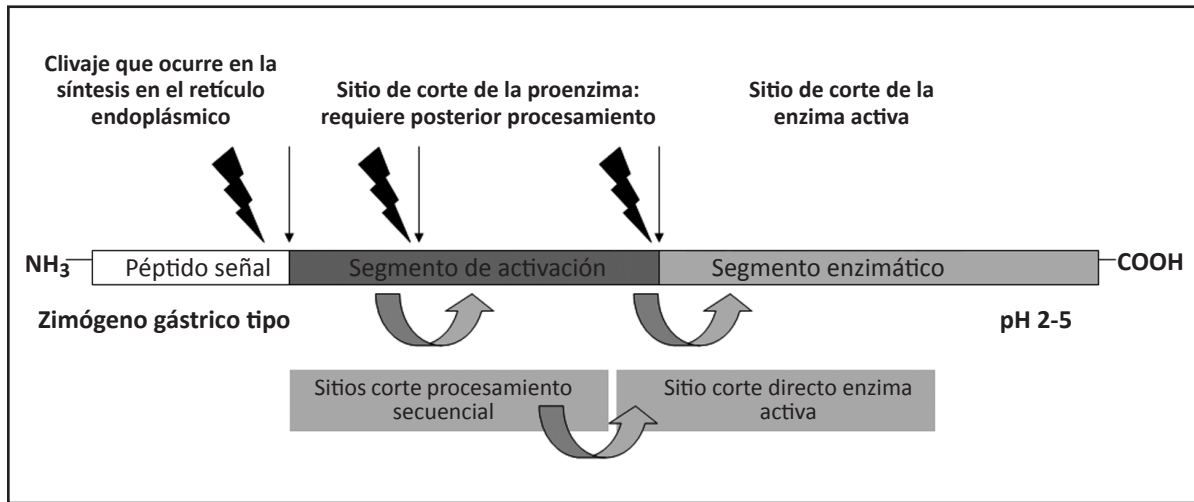 Clivaje que ocurre en la
síntesis en el retículo
endoplásmico
Sitio de corte de la proenzima:
requiere posterior procesamiento
Sitio de corte de la
enzima activa
NH3
Péptido señal
Segmento de activación
Segmento enzimático
COOH
Zimógeno gástrico tipo
pH 2-5
Sitios corte procesamiento
secuencial
Sitio corte directo enzima
activa